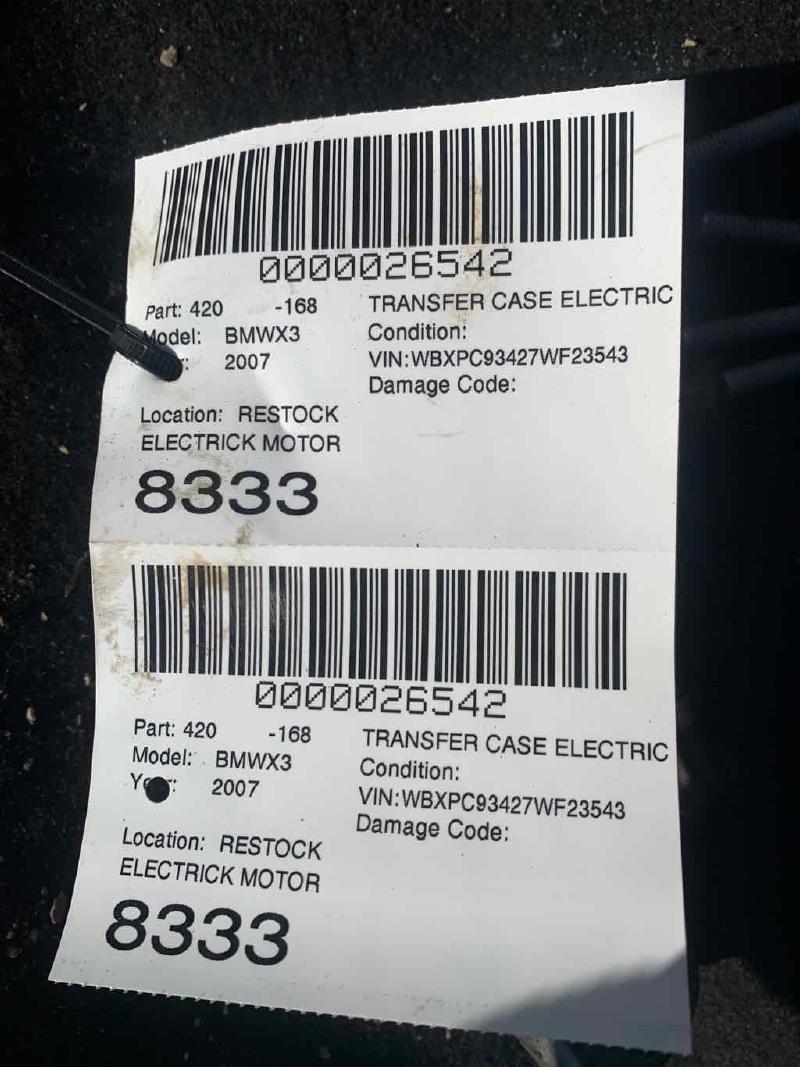 0000026542
Part: 420 -168 TRANSFER CASE ELECTRIC
Model: BMWX3 Condition:
2007 VIN:WBXPC93427WF23543
Damage Code:
Location: RESTOCK
ELECTRICK MOTOR
8333
0000026542
Part: 420 -168 TRANSFER CASE ELECTRIC
Model: BMWX3 Condition:
2007 VIN:WBXPC93427WF23543
Damage Code:
Location: RESTOCK
ELECTRICK MOTOR
8333